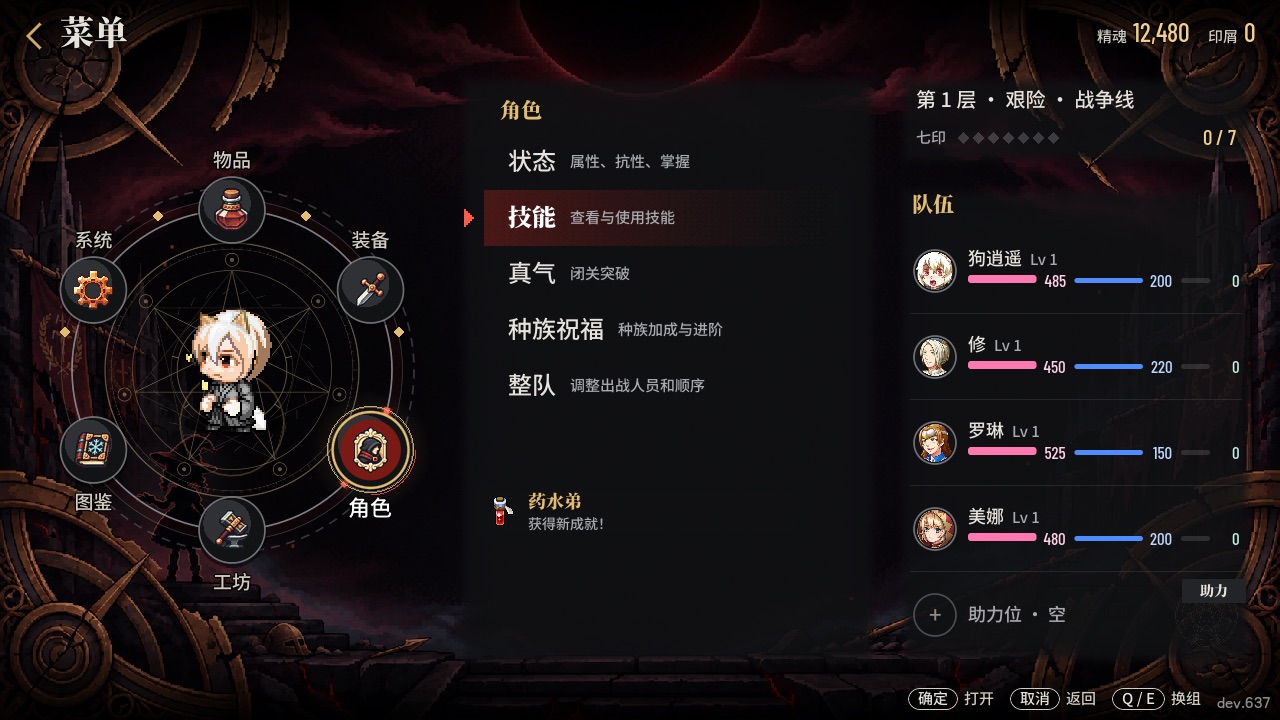 菜单
精魂 12,480 印屑 0
物品
系统
装备
图鉴
角色
工坊
角色
状态 属性、抗性、掌握
技能 查看与使用技能
真气 闭关突破
种族祝福 种族加成与进阶
整队 调整出战人员和顺序
药水弟
获得新成就!
第 1 层 · 艰险 · 战争线
七印 0 / 7
队伍
狗逍遥 Lv 1
485 200 0
修 Lv 1
450 220 0
罗琳 Lv 1
525 150 0
美娜 Lv 1
480 200 0
助力
+ 助力位 · 空
确定 打开 取消 返回 Q / E 换组 dev.637